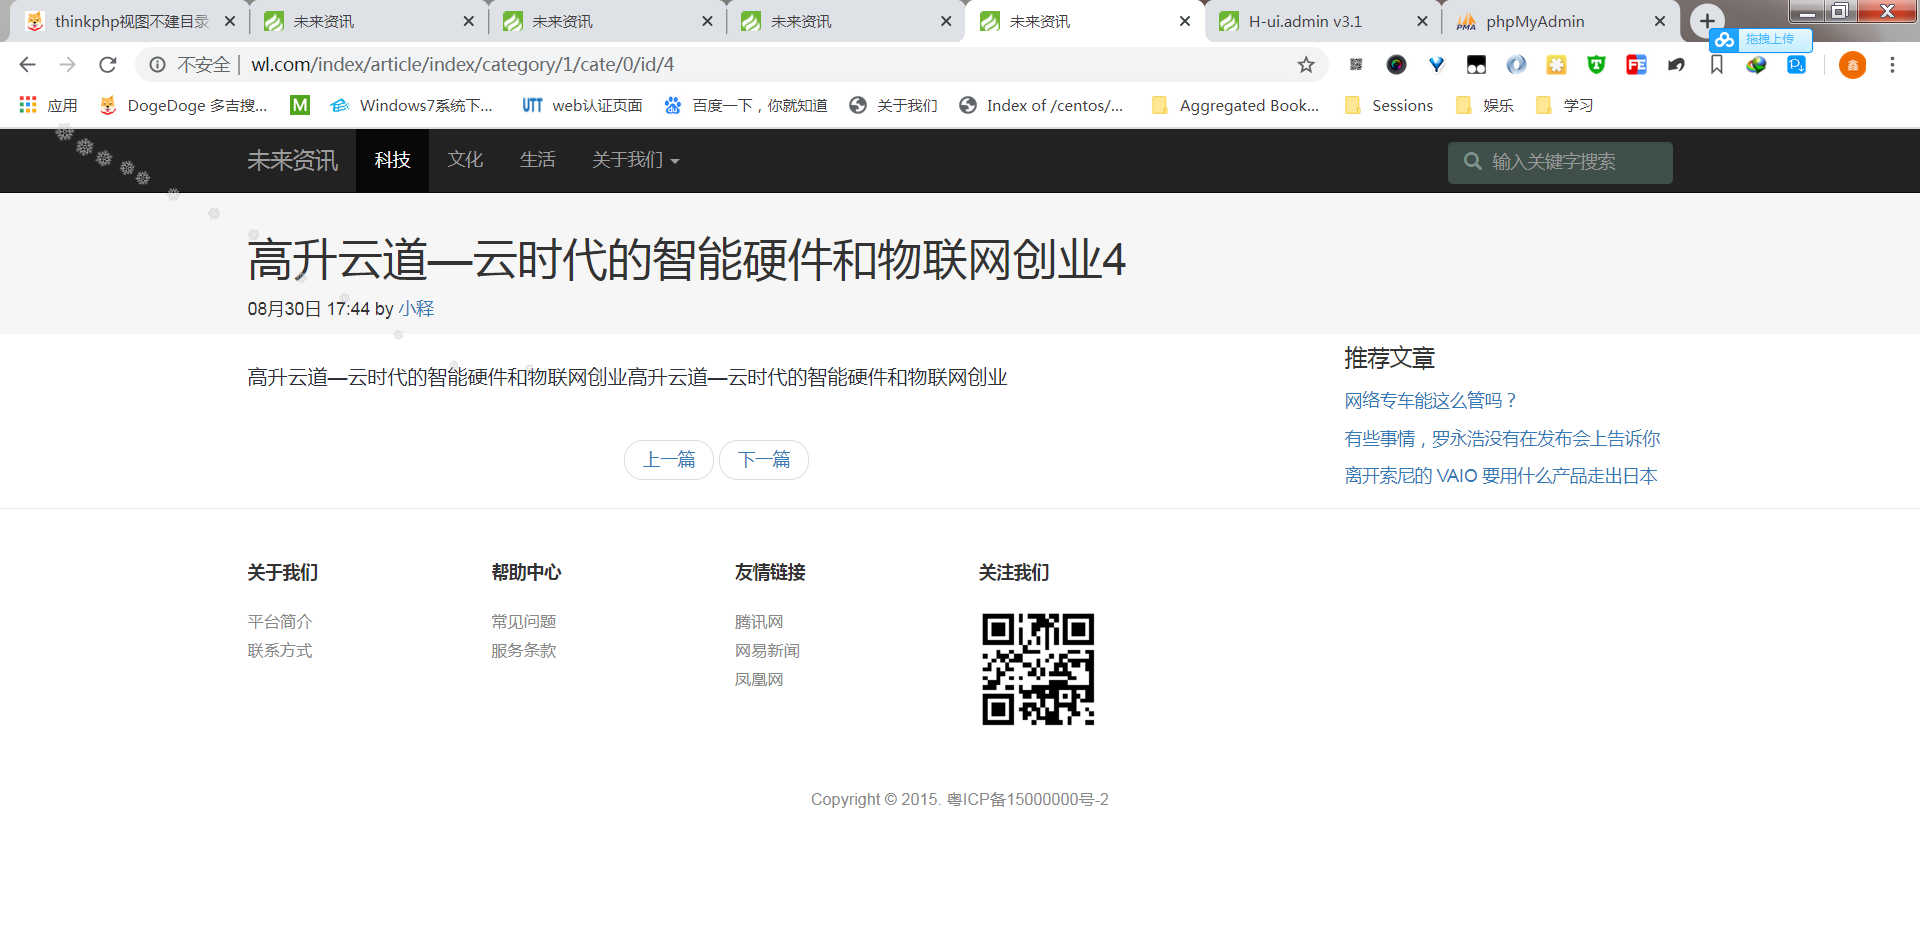 thinkphp视图不建目录
未来资讯
未来资讯
未来资讯
未来资讯
H-ui.admin v3.1
phpMyAdmin
拖拽上传
不安全 | wl.com/index/article/index/category/1/cate/0/id/4
应用
DogeDoge 多吉搜...
M
Windows7系统下...
UTT web认证页面
百度一下，你就知道
关于我们
Index of /centos/...
Aggregated Book...
Sessions
娱乐
学习
未来资讯
科技
文化
生活
关于我们
输入关键字搜索
高升云道—云时代的智能硬件和物联网创业4
08月30日 17:44 by 小释
高升云道—云时代的智能硬件和物联网创业高升云道—云时代的智能硬件和物联网创业
上一篇
下一篇
推荐文章
网络专车能这么管吗？
有些事情，罗永浩没有在发布会上告诉你
离开索尼的 VAIO 要用什么产品走出日本
关于我们
平台简介
联系方式
帮助中心
常见问题
服务条款
友情链接
腾讯网
网易新闻
凤凰网
关注我们
Copyright © 2015. 粤ICP备15000000号-2